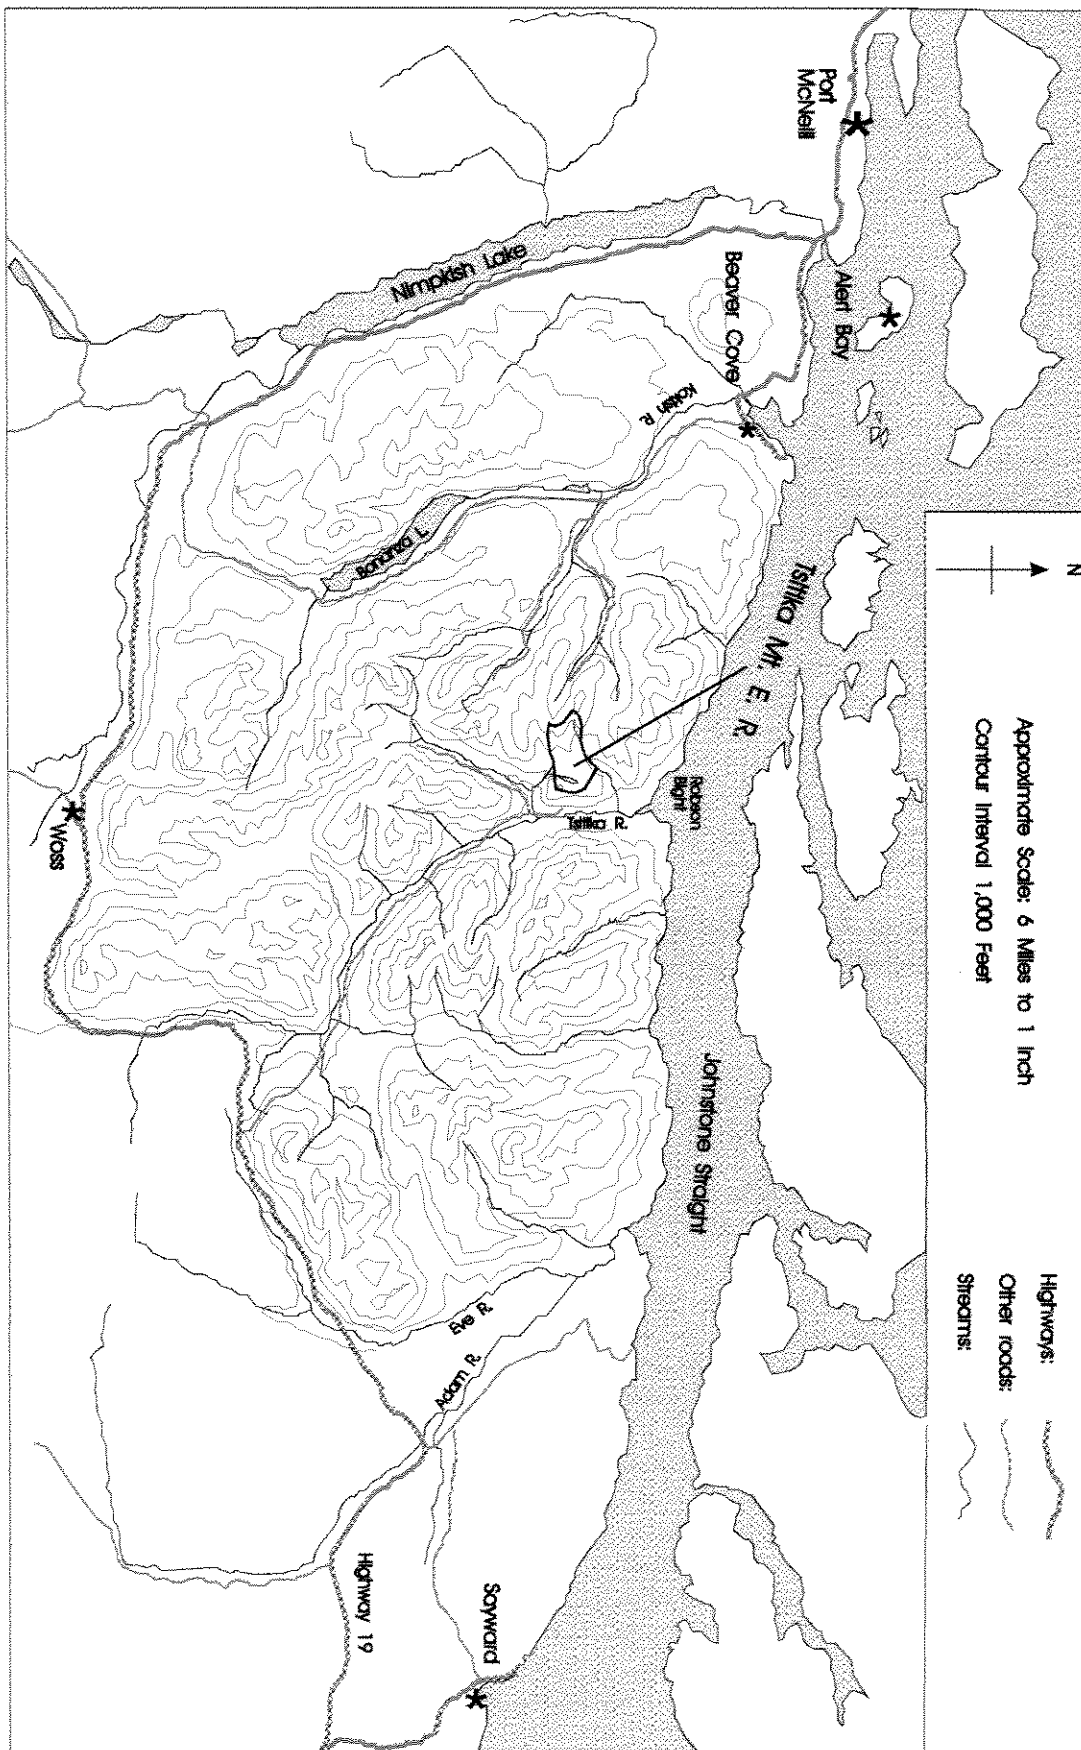 N
Approximate Scale: 6 Miles to 1 Inch
Contour Interval 1,000 Feet
Highways:
Other roads:
Streams:
Port
McNeill
Alert Bay
Beaver Cove
Nimpkish Lake
Kokish R.
Bonanza L.
Tsitika Mt. E. R.
Robson
Bight
Tsitika R.
Johnstone Straight
Woss
Eve R.
Adam R.
Sayward
Highway 19